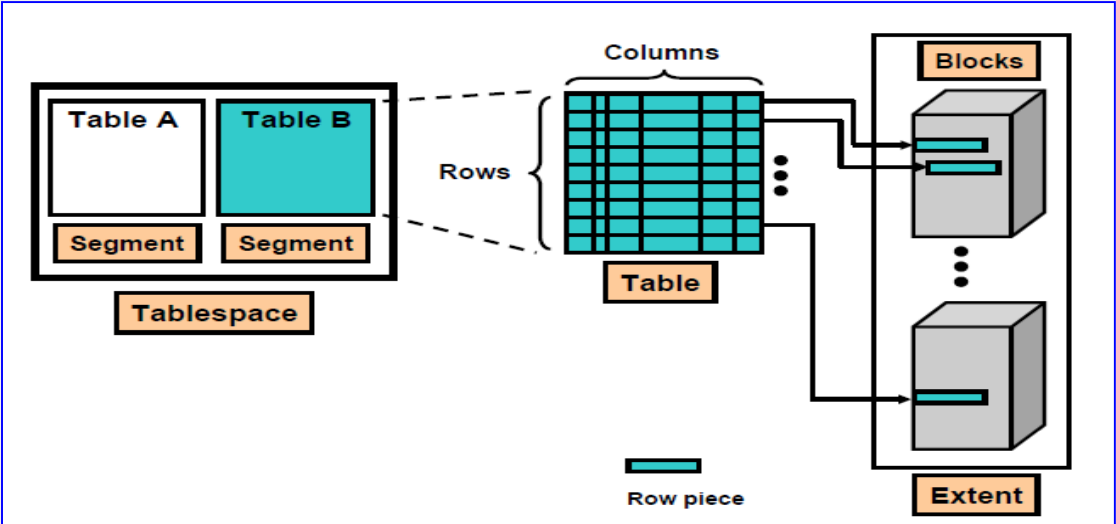 Table A
Table B
Segment
Segment
Tablespace
Columns
Rows
Table
Blocks
Extent
Row piece